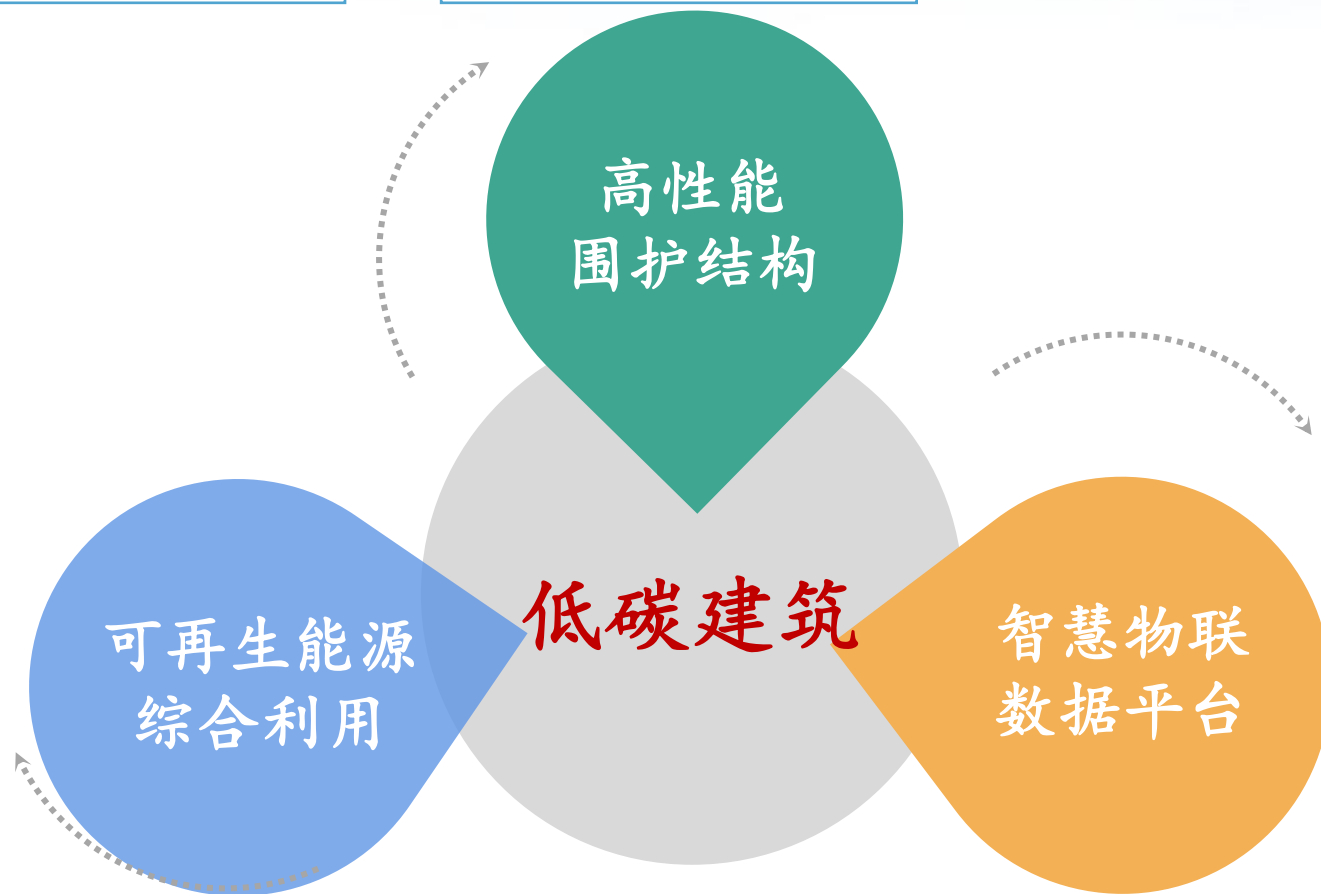 高性能
围护结构
低碳建筑
可再生能源
综合利用
智慧物联
数据平台